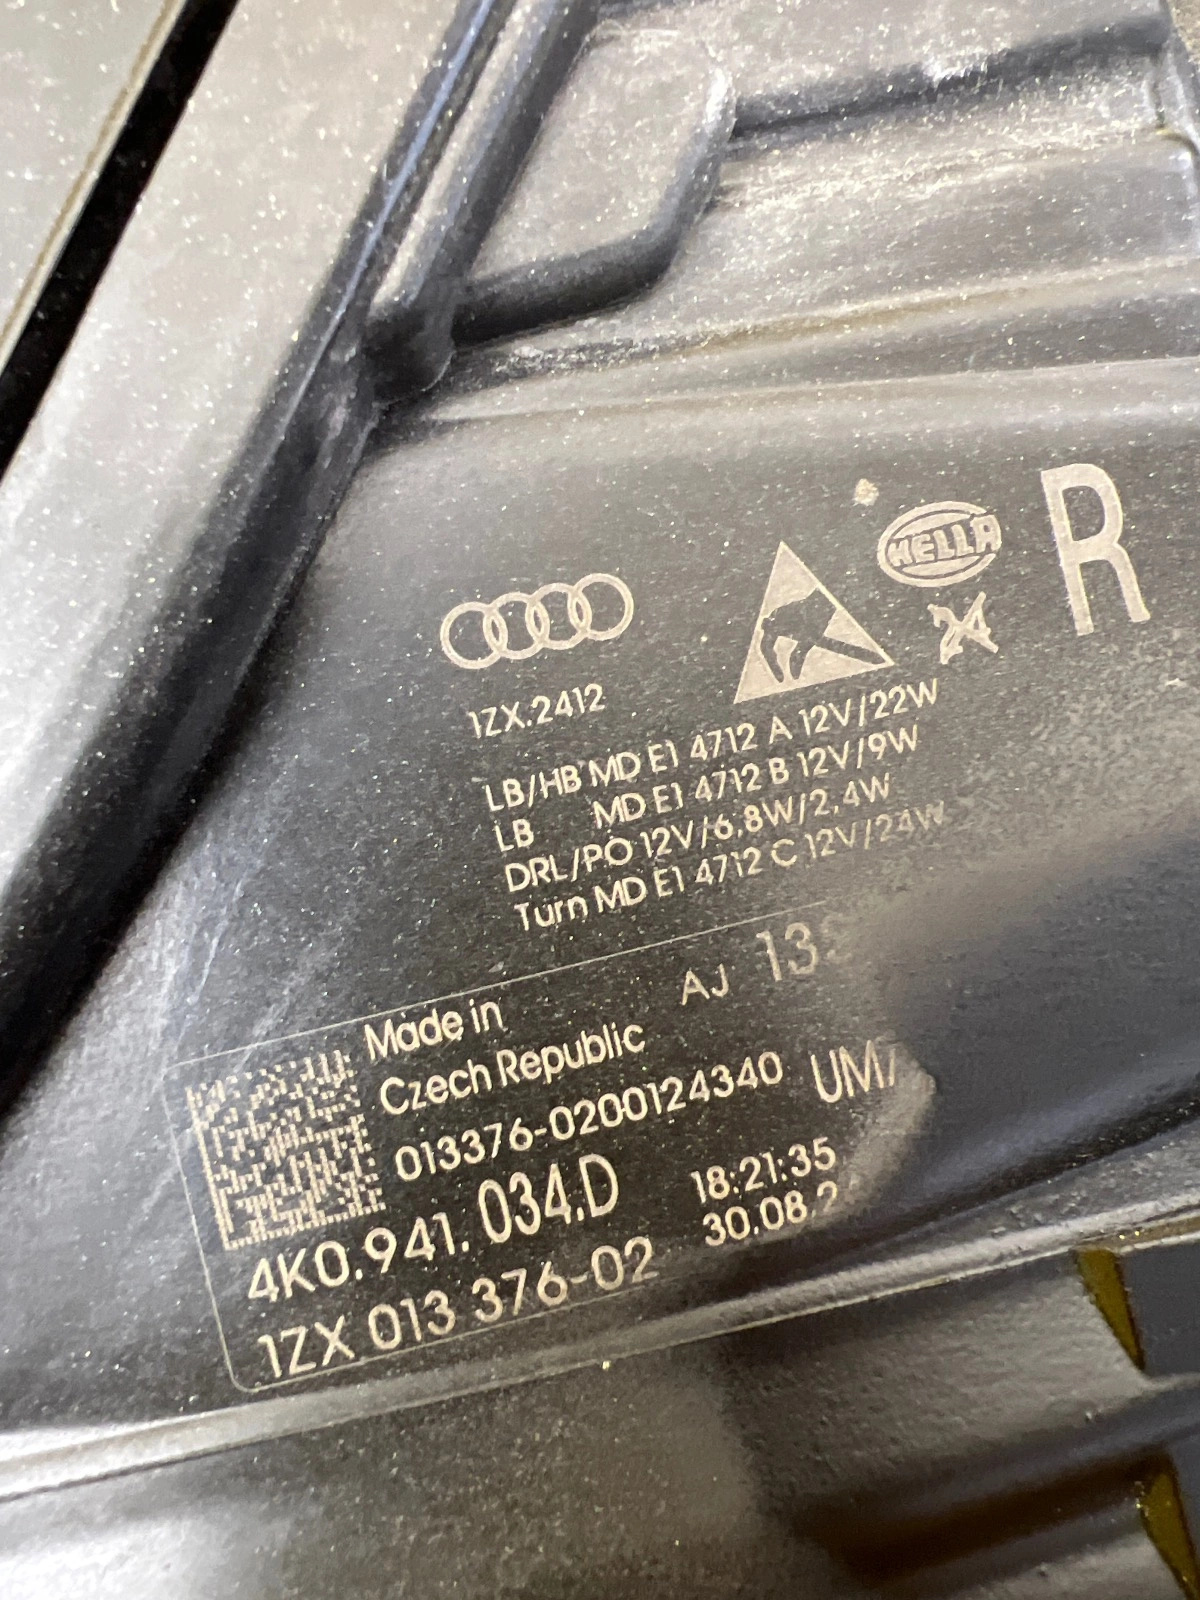 HELLA
R
24
1ZX.2412
LB/HB MD E1 4712 A 12V/22W
LB MD E1 4712 B 12V/9W
DRL/PO 12V/6,8W/2,4W
Turn MD E1 4712 C 12V/24W
AJ
Made in
Czech Republic
013376-0200124340
4K0.941.034.D
18:21:35
1ZX 013 376-02